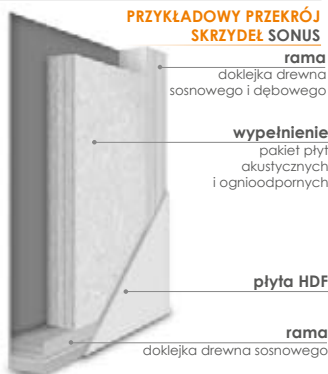 PRZYKŁADOWY PRZEKRÓJ
SKRZYDEŁ SONUS
rama
doklejka drewna
sosnowego i dębowego
wypełnienie
pakiet płyt
akustycznych
i ognioodpornych
płyta HDF
rama
doklejka drewna sosnowego